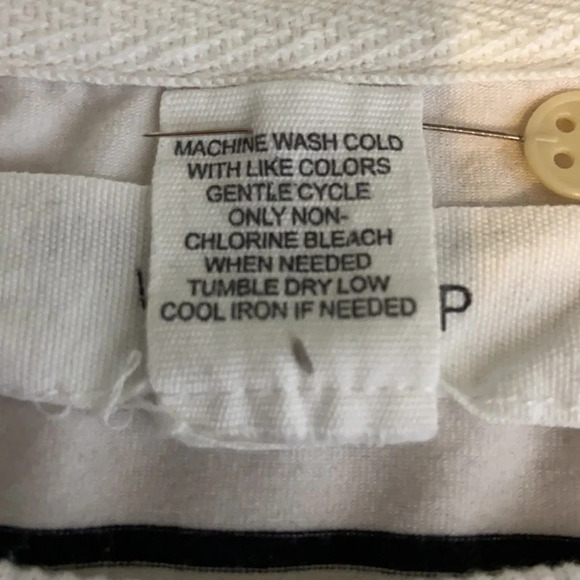 MACHINE WASH COLD
WITH LIKE COLORS
GENTLE CYCLE
ONLY NON-
CHLORINE BLEACH
WHEN NEEDED
TUMBLE DRY LOW
COOL IRON IF NEEDED
P